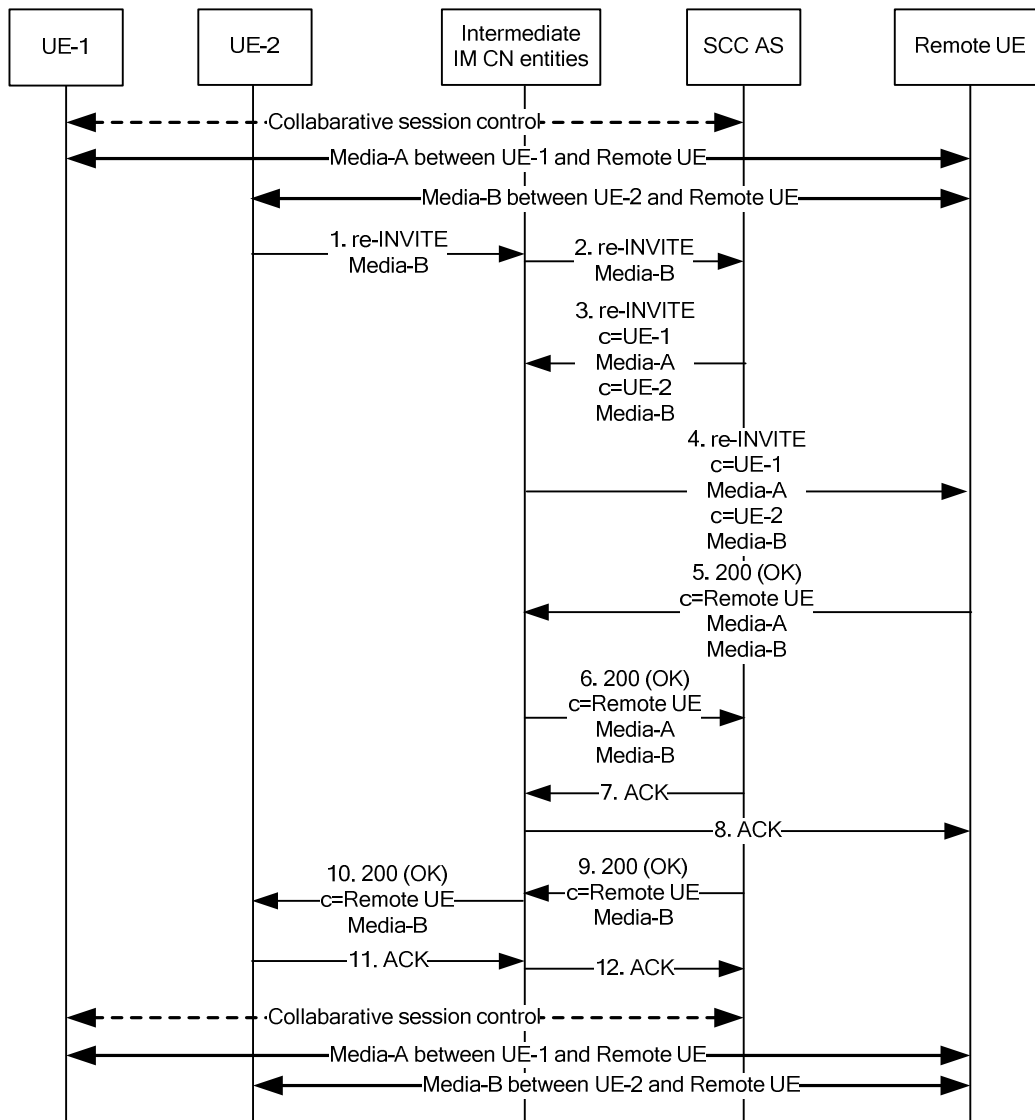 UE-1
UE-2
Intermediate
IM CN entities
SCC AS
Remote UE
Collabarative session control
Media-A between UE-1 and Remote UE
Media-B between UE-2 and Remote UE
1. re-INVITE
Media-B
2. re-INVITE
Media-B
3. re-INVITE
c=UE-1
Media-A
c=UE-2
Media-B
4. re-INVITE
c=UE-1
Media-A
c=UE-2
Media-B
5. 200 (OK)
c=Remote UE
Media-A
Media-B
6. 200 (OK)
c=Remote UE
Media-A
Media-B
7. ACK
8. ACK
10. 200 (OK)
c=Remote UE
Media-B
9. 200 (OK)
c=Remote UE
Media-B
11. ACK
12. ACK
Collabarative session control
Media-A between UE-1 and Remote UE
Media-B between UE-2 and Remote UE